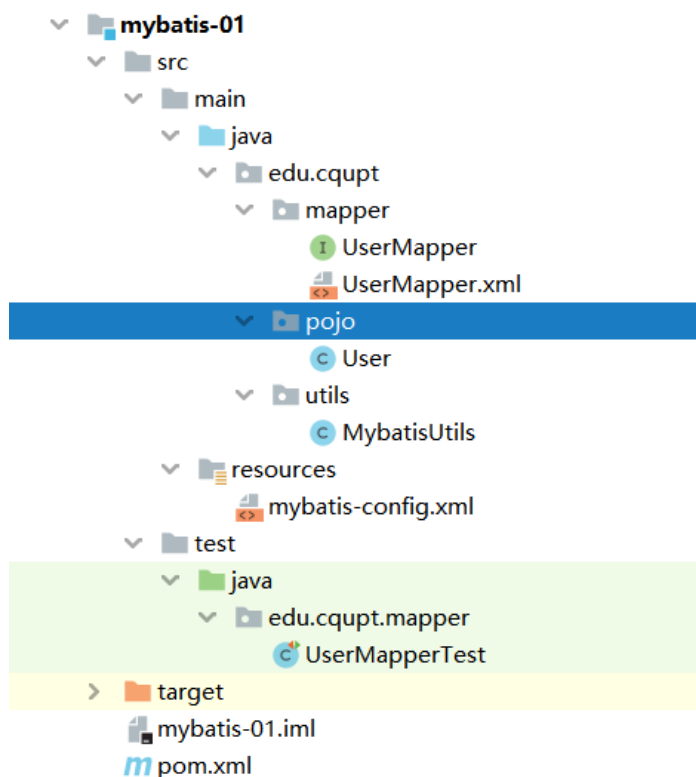 mybatis-01
src
main
java
edu.cqupt
mapper
I UserMapper
<> UserMapper.xml
pojo
C User
utils
C MybatisUtils
resources
<> mybatis-config.xml
test
java
edu.cqupt.mapper
C UserMapperTest
target
mybatis-01.iml
m pom.xml